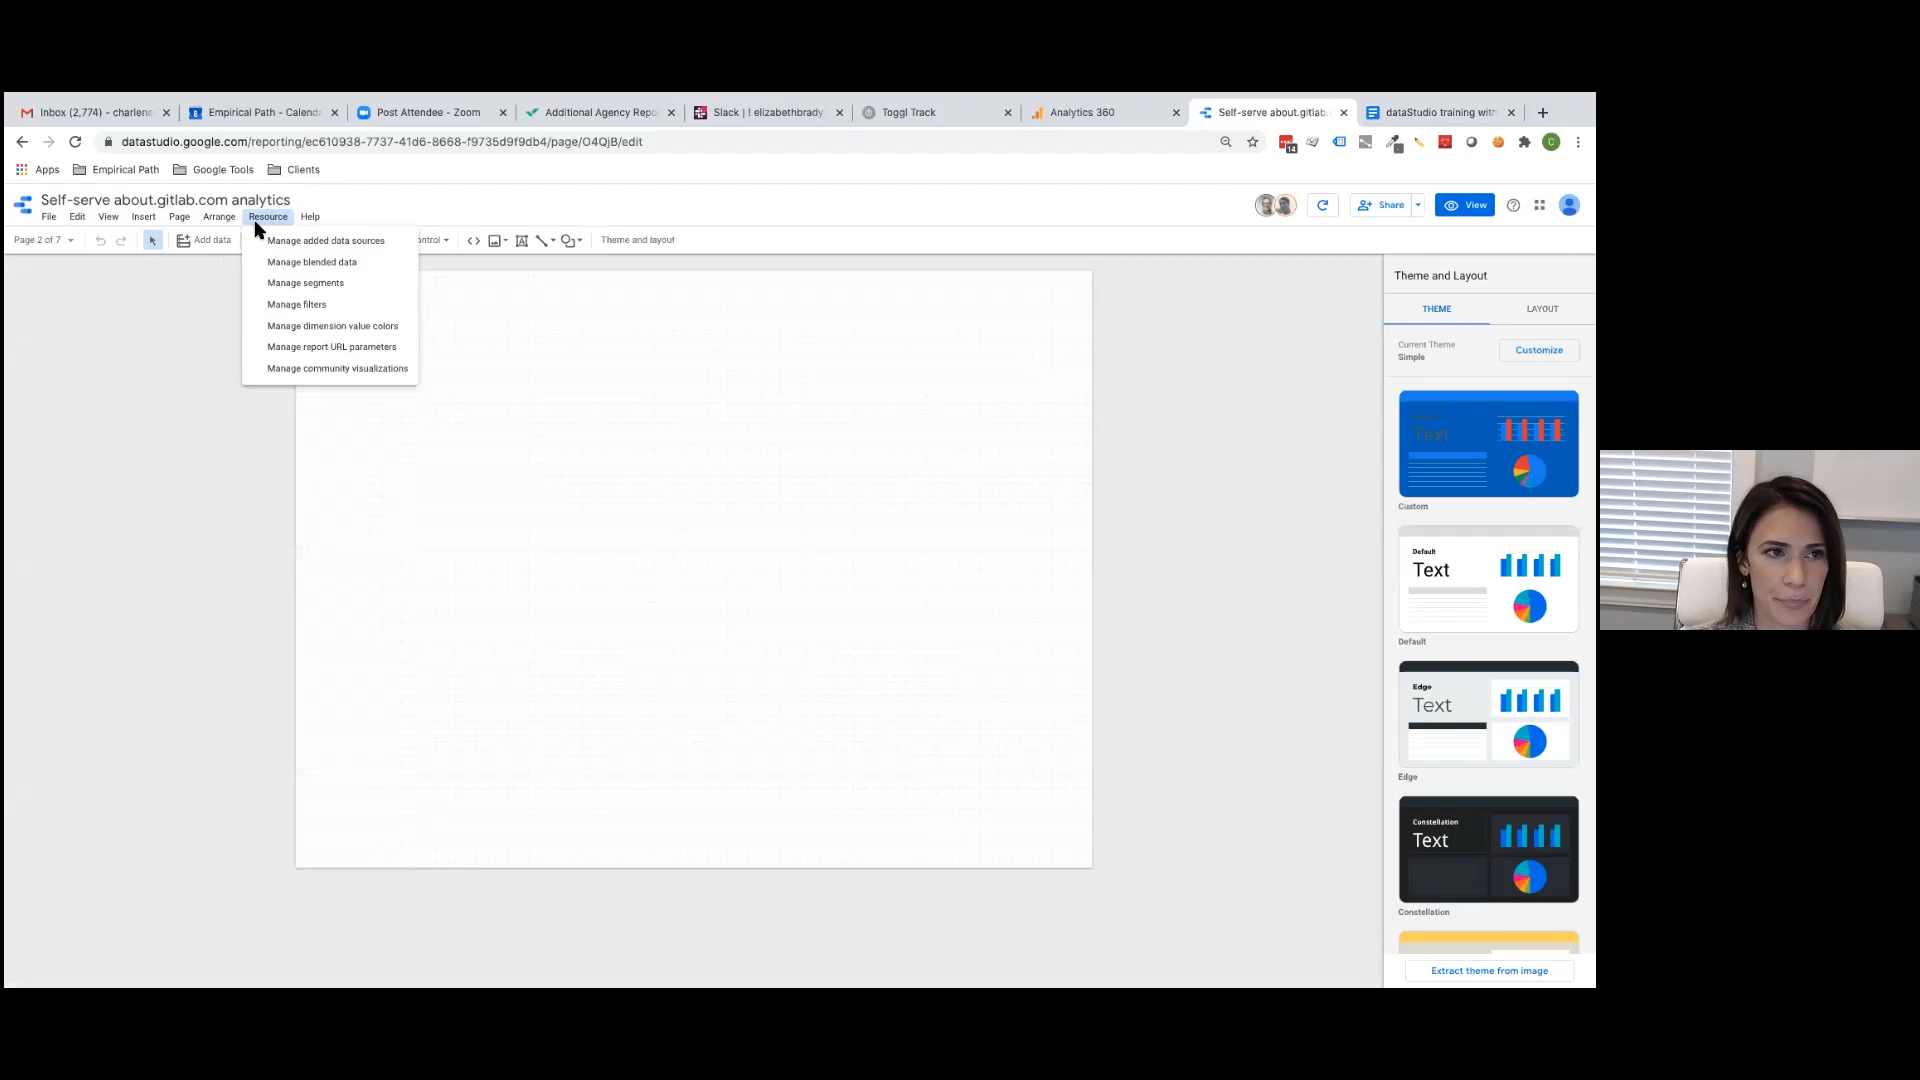 Inbox (2,774) - charlene
Empirical Path - Calenda
Post Attendee - Zoom
Additional Agency Repo
Slack | ! elizabethbrady
Toggl Track
Analytics 360
Self-serve about.gitlab.
dataStudio training with
datastudio.google.com/reporting/ec610938-7737-41d6-8668-f9735d9f9db4/page/O4QjB/edit
14
C
Apps
Empirical Path
Google Tools
Clients
Self-serve about.gitlab.com analytics
File Edit View Insert Page Arrange Resource Help
Share
View
Page 2 of 7
Add data
ontrol
Theme and layout
Manage added data sources
Manage blended data
Manage segments
Manage filters
Manage dimension value colors
Manage report URL parameters
Manage community visualizations
Theme and Layout
THEME
LAYOUT
Current Theme
Simple
Customize
Text
Custom
Default
Text
Default
Edge
Text
Edge
Constellation
Text
Constellation
Extract theme from image